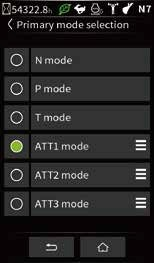 54322.8h N7
Primary mode selection
N mode
P mode
T mode
ATT1 mode
ATT2 mode
ATT3 mode